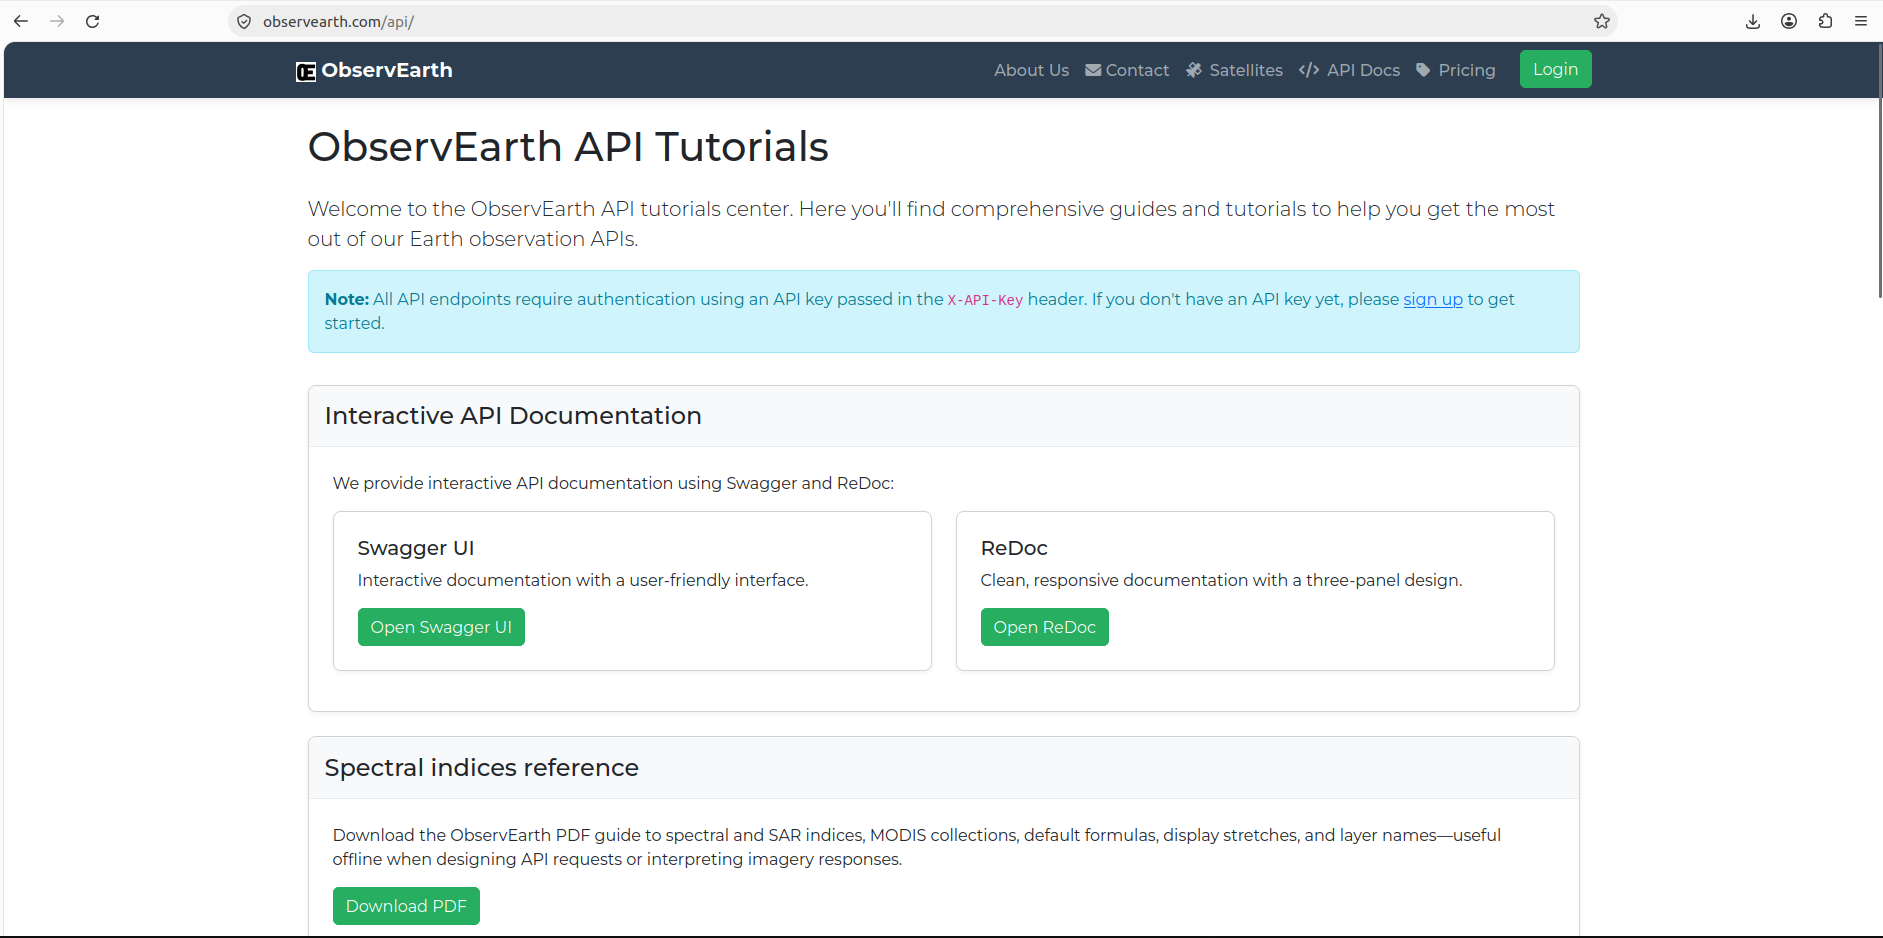 observearth.com/api/
ObservEarth
About Us
Contact
Satellites
API Docs
Pricing
Login
ObservEarth API Tutorials
Welcome to the ObservEarth API tutorials center. Here you'll find comprehensive guides and tutorials to help you get the most
out of our Earth observation APIs.
Note: All API endpoints require authentication using an API key passed in the X-API-Key header. If you don't have an API key yet, please sign up to get
started.
Interactive API Documentation
We provide interactive API documentation using Swagger and ReDoc:
Swagger UI
Interactive documentation with a user-friendly interface.
Open Swagger UI
ReDoc
Clean, responsive documentation with a three-panel design.
Open ReDoc
Spectral indices reference
Download the ObservEarth PDF guide to spectral and SAR indices, MODIS collections, default formulas, display stretches, and layer names—useful
offline when designing API requests or interpreting imagery responses.
Download PDF